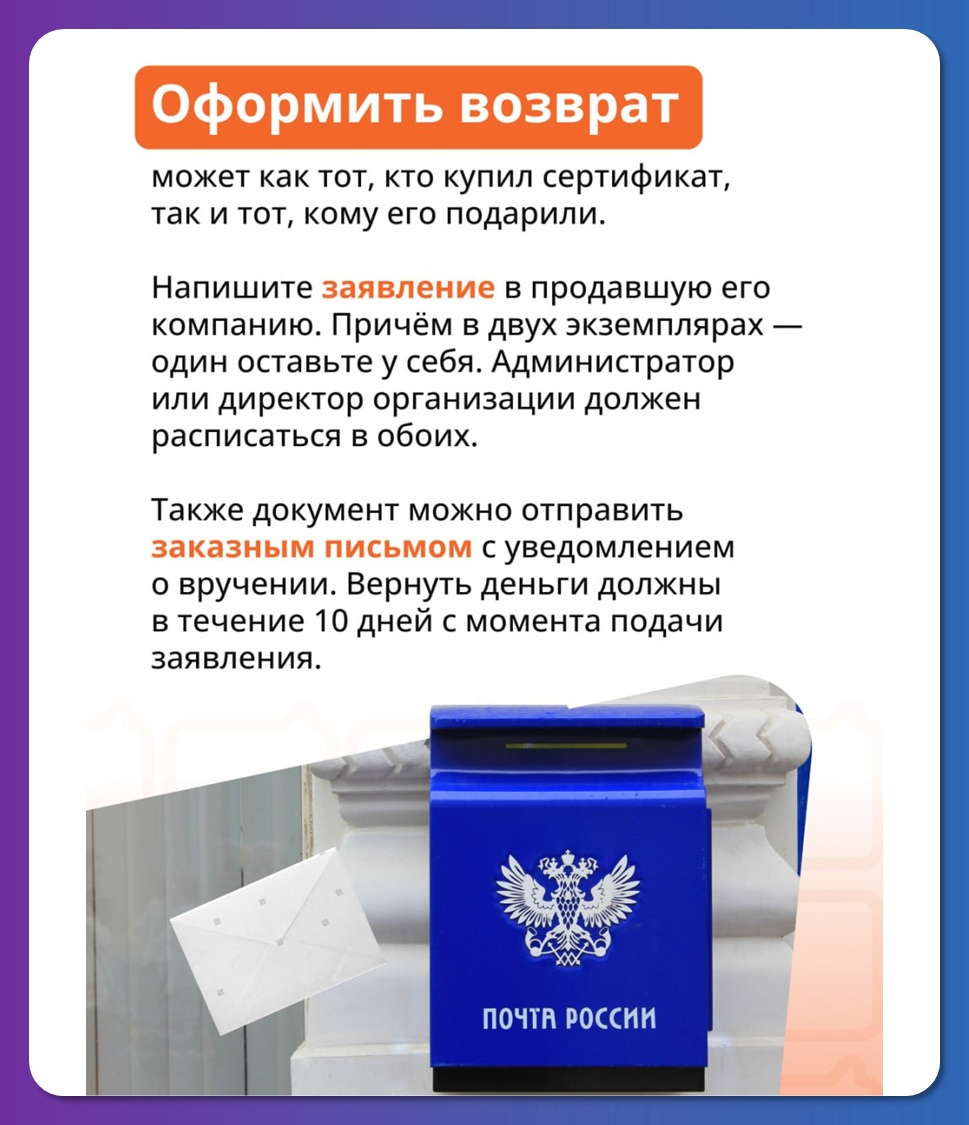 Оформить возврат
может как тот, кто купил сертификат,
так и тот, кому его подарили.
Напишите заявление в продавшую его
компанию. Причём в двух экземплярах —
один оставьте у себя. Администратор
или директор организации должен
расписаться в обоих.
Также документ можно отправить
заказным письмом с уведомлением
о вручении. Вернуть деньги должны
в течение 10 дней с момента подачи
заявления.
ПОЧТА РОССИИ